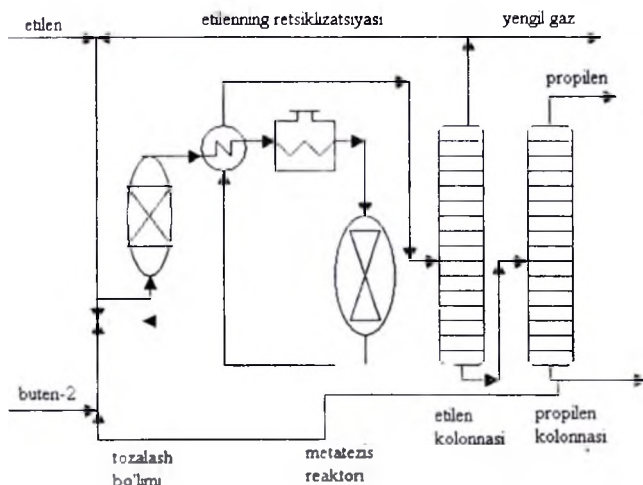 etilen
etilenning retsiklizatsiyasi
yengil gaz
propilen
buten-2
tozalash
bo'limi
metatezis
reaktori
etilen
kolonnasi
propilen
kolonnasi